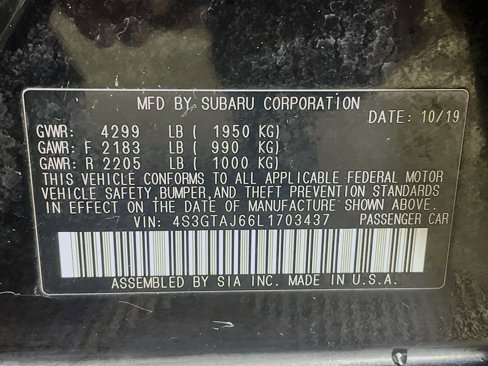 MFD BY SUBARU CORPORATION
DATE: 10/19
GVWR: 4299 LB ( 1950 KG)
GAWR: F 2183 LB ( 990 KG)
GAWR: R 2205 LB ( 1000 KG)
THIS VEHICLE CONFORMS TO ALL APPLICABLE FEDERAL MOTOR
VEHICLE SAFETY,BUMPER,AND THEFT PREVENTION STANDARDS
IN EFFECT ON THE DATE OF MANUFACTURE SHOWN ABOVE.
VIN: 4S3GTAJ66L1703437 PASSENGER CAR
ASSEMBLED BY SIA INC. MADE IN U.S.A.